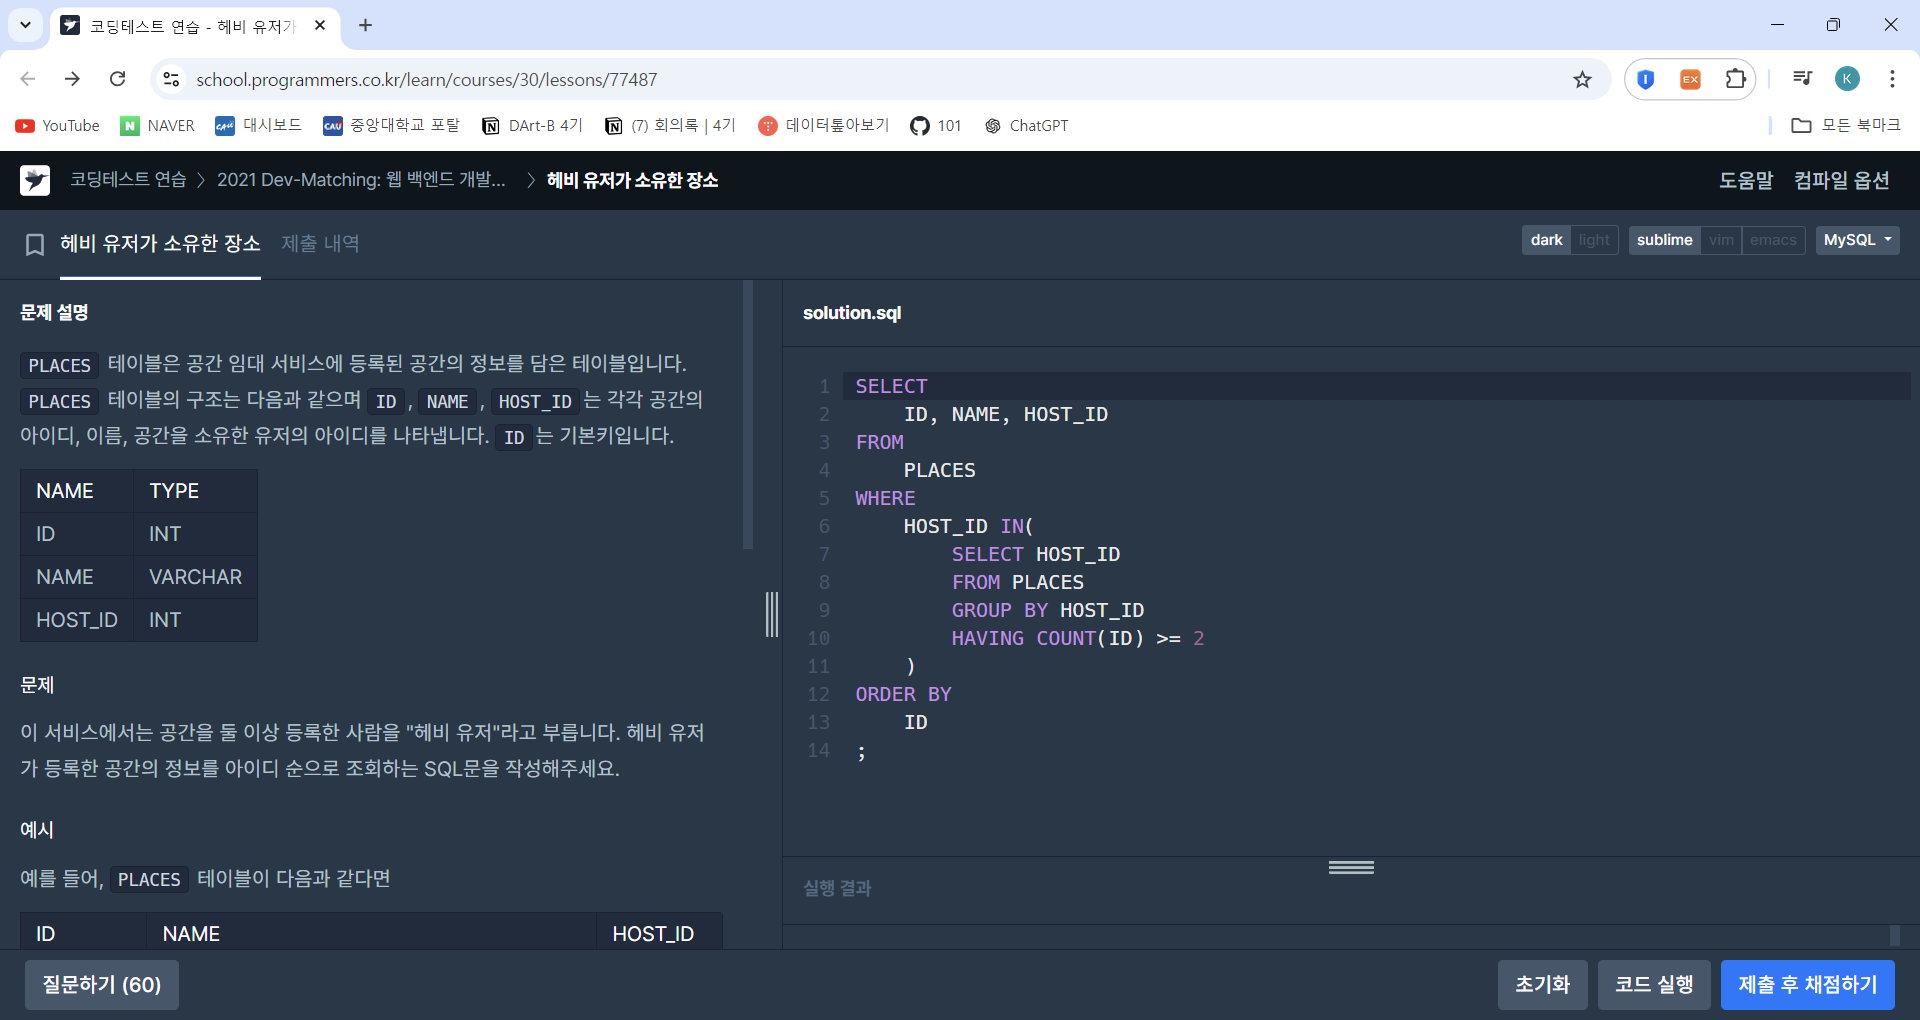 코딩테스트 연습 - 헤비 유저가
school.programmers.co.kr/learn/courses/30/lessons/77487
EX
K
YouTube
NAVER
대시보드
CAU
중앙대학교 포탈
DArt-B 4기
(7) 회의록 | 4기
데이터톺아보기
101
ChatGPT
모든 북마크
코딩테스트 연습
2021 Dev-Matching: 웹 백엔드 개발...
헤비 유저가 소유한 장소
도움말
컴파일 옵션
헤비 유저가 소유한 장소
제출 내역
dark light
sublime vim emacs
MySQL
문제 설명
PLACES 테이블은 공간 임대 서비스에 등록된 공간의 정보를 담은 테이블입니다.
PLACES 테이블의 구조는 다음과 같으며 ID, NAME, HOST_ID는 각각 공간의
아이디, 이름, 공간을 소유한 유저의 아이디를 나타냅니다. ID는 기본키입니다.
NAME TYPE
ID INT
NAME VARCHAR
HOST_ID INT
문제
이 서비스에서는 공간을 둘 이상 등록한 사람을 "헤비 유저"라고 부릅니다. 헤비 유저
가 등록한 공간의 정보를 아이디 순으로 조회하는 SQL문을 작성해주세요.
예시
예를 들어, PLACES 테이블이 다음과 같다면
ID NAME HOST_ID
질문하기 (60)
solution.sql
1 SELECT
2 ID, NAME, HOST_ID
3 FROM
4 PLACES
5 WHERE
6 HOST_ID IN(
7 SELECT HOST_ID
8 FROM PLACES
9 GROUP BY HOST_ID
10 HAVING COUNT(ID) >= 2
11 )
12 ORDER BY
13 ID
14 ;
실행 결과
초기화
코드 실행
제출 후 채점하기